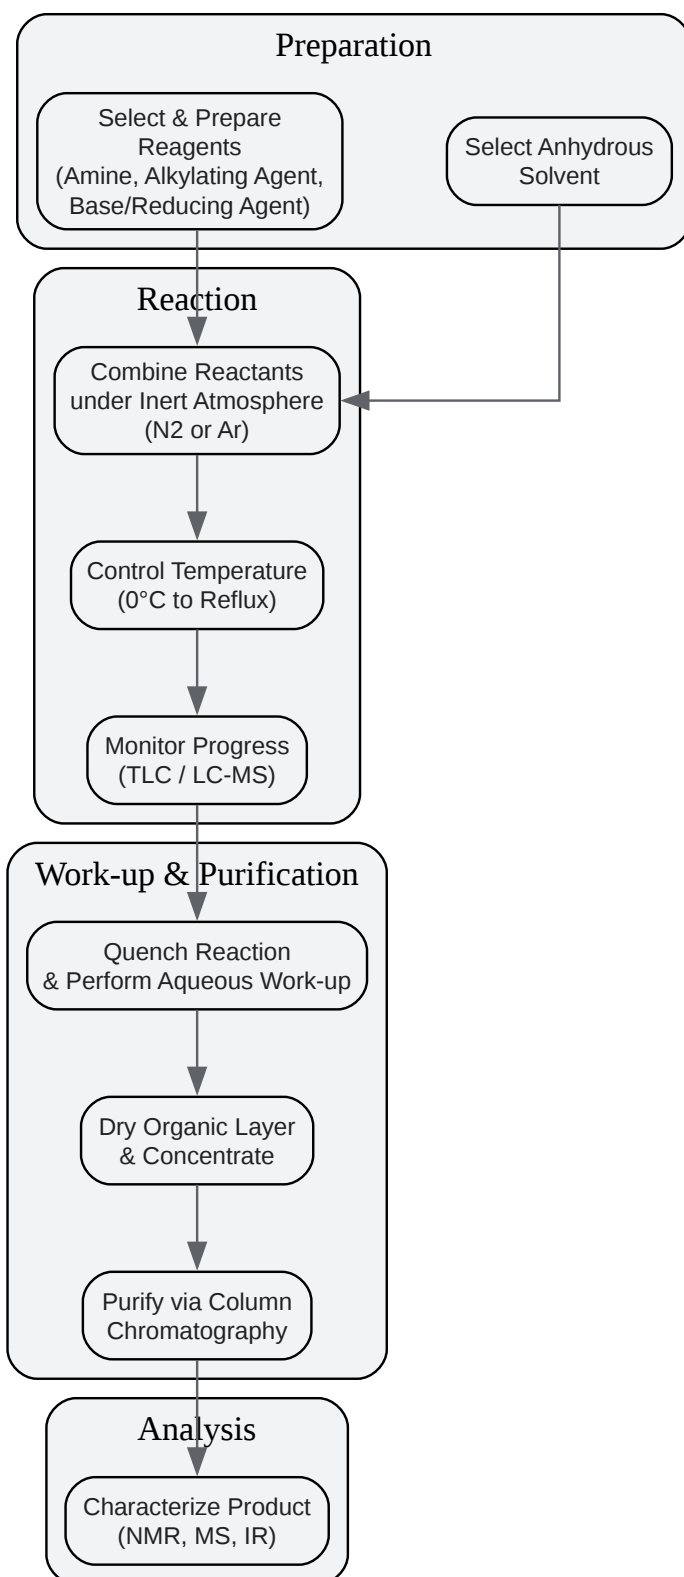 Preparation
Select & Prepare
Reagents
(Amine, Alkylating Agent,
Base/Reducing Agent)
Select Anhydrous
Solvent
Reaction
Combine Reactants
under Inert Atmosphere
(N2 or Ar)
Control Temperature
(0°C to Reflux)
Monitor Progress
(TLC / LC-MS)
Work-up & Purification
Quench Reaction
& Perform Aqueous Work-up
Dry Organic Layer
& Concentrate
Purify via Column
Chromatography
Analysis
Characterize Product
(NMR, MS, IR)